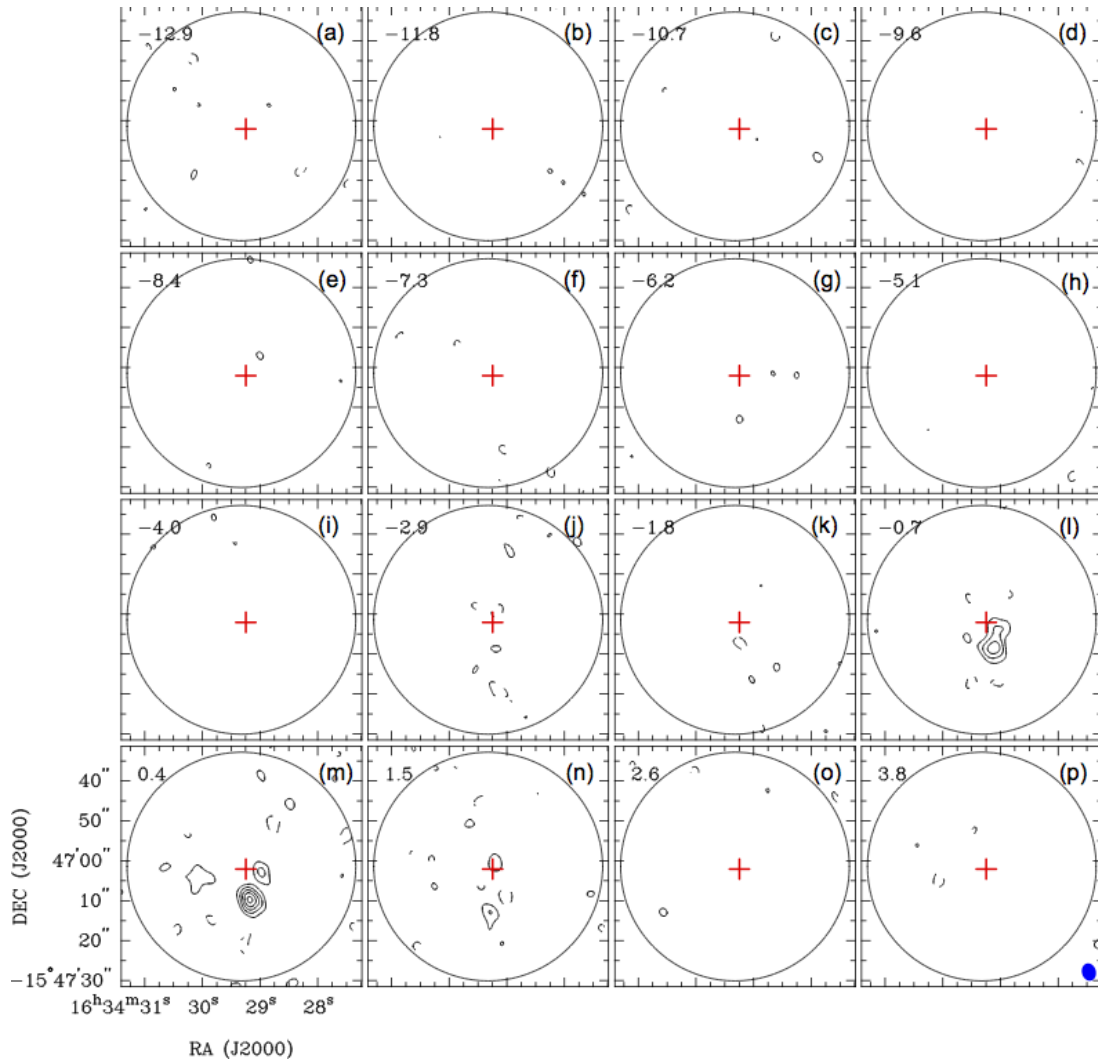 −12.9 (a) −11.8 (b) −10.7 (c) −9.6 (d)
−8.4 (e) −7.3 (f) −6.2 (g) −5.1 (h)
−4.0 (i) −2.9 (j) −1.8 (k) −0.7 (l)
0.4 (m) 1.5 (n) 2.6 (o) 3.8 (p)
40″
50″
47′00″
10″
20″
−15°47′30″
DEC (J2000)
16ʰ34ᵐ31ˢ 30ˢ 29ˢ 28ˢ
RA (J2000)